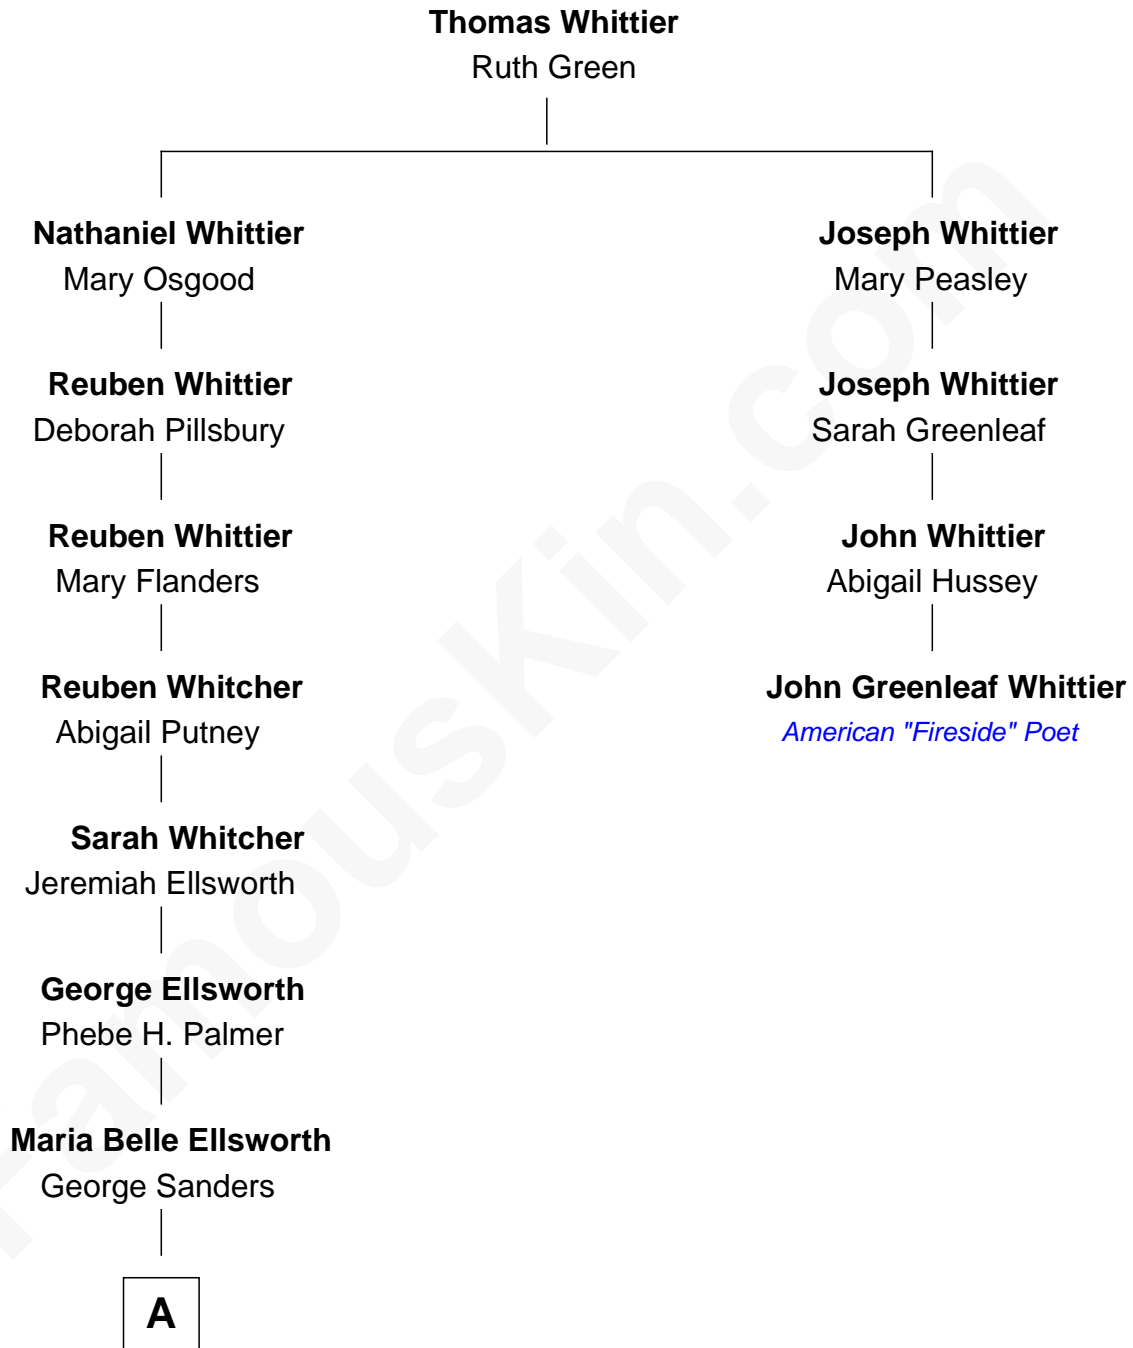 Thomas Whittier
Ruth Green
Nathaniel Whittier
Mary Osgood
Reuben Whittier
Deborah Pillsbury
Reuben Whittier
Mary Flanders
Reuben Whitcher
Abigail Putney
Sarah Whitcher
Jeremiah Ellsworth
George Ellsworth
Phebe H. Palmer
Maria Belle Ellsworth
George Sanders
A
Joseph Whittier
Mary Peasley
Joseph Whittier
Sarah Greenleaf
John Whittier
Abigail Hussey
John Greenleaf Whittier
American "Fireside" Poet
FamousKin.com